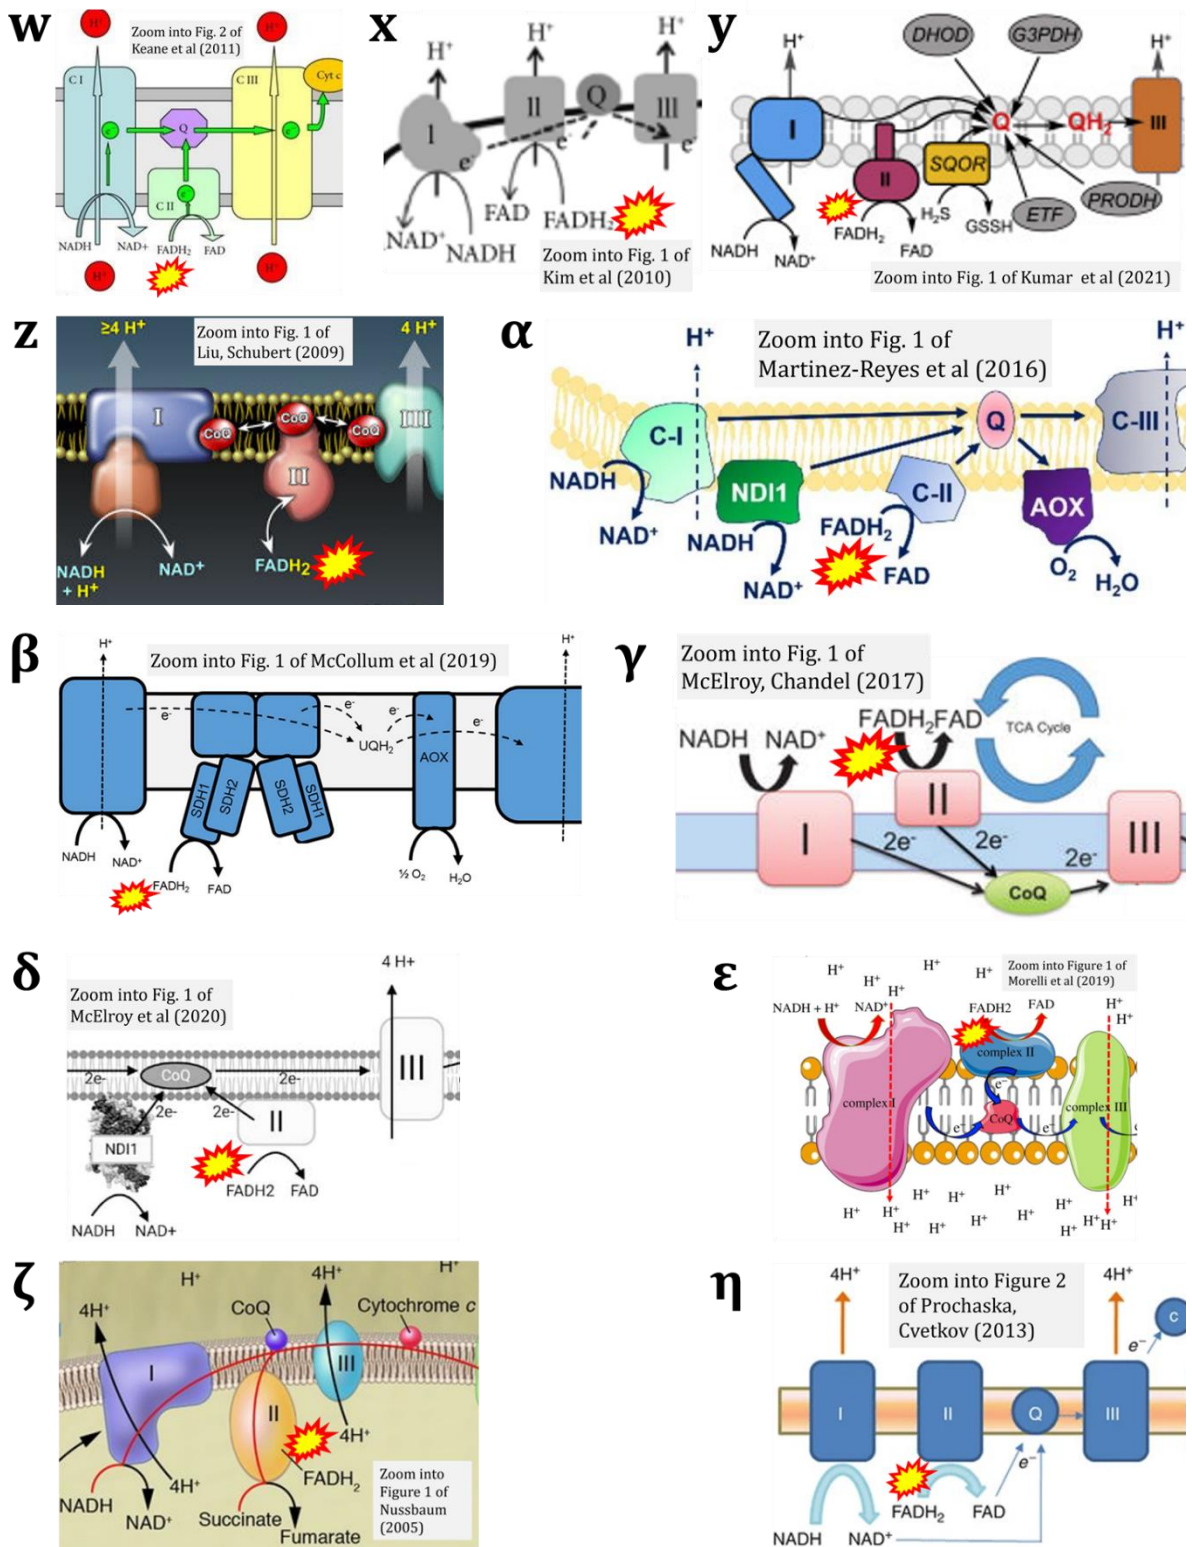 w
H⁺
H⁺
Zoom into Fig. 2 of
Keane et al (2011)
C I
C III
Cyt c
e⁻
Q
e⁻
e⁻
C II
NADH
NAD+
FADH₂
FAD
H⁺
H⁺
x
H⁺
H⁺
H⁺
I
II
Q
III
e⁻
e⁻
e⁻
FAD
FADH₂
NAD⁺
NADH
Zoom into Fig. 1 of
Kim et al (2010)
y
DHOD
G3PDH
H⁺
H⁺
I
Q
QH₂
III
II
SQOR
FADH₂
H₂S
ETF
PRODH
NADH
NAD⁺
FAD
GSSH
Zoom into Fig. 1 of Kumar et al (2021)
z
≥4 H⁺
4 H⁺
Zoom into Fig. 1 of
Liu, Schubert (2009)
I
CoQ
CoQ
CoQ
III
II
NADH
+ H⁺
NAD⁺
FADH₂
α
H⁺
H⁺
Zoom into Fig. 1 of
Martinez-Reyes et al (2016)
C-I
Q
C-III
NADH
NDI1
C-II
AOX
NAD⁺
NADH
FADH₂
NAD⁺
FAD
O₂
H₂O
β
H⁺
H⁺
Zoom into Fig. 1 of McCollum et al (2019)
e⁻
e⁻
e⁻
e⁻
UQH₂
AOX
SDH1
SDH2
SDH2
SDH1
NADH
NAD⁺
FADH₂
FAD
½ O₂
H₂O
γ
Zoom into Fig. 1 of
McElroy, Chandel (2017)
NADH
NAD⁺
FADH₂
FAD
TCA Cycle
I
II
III
2e⁻
2e⁻
2e⁻
CoQ
δ
4 H+
Zoom into Fig. 1 of
McElroy et al (2020)
2e-
CoQ
2e-
III
2e-
2e-
NDI1
II
FADH2
FAD
NADH
NAD+
ε
H⁺
H⁺
H⁺
H⁺
Zoom into Figure 1 of
Morelli et al (2019)
NADH + H⁺
NAD⁺
H⁺
FADH2
FAD
H⁺
H⁺
complex II
e⁻
complex I
CoQ
complex III
e⁻
e⁻
H⁺
H⁺
H⁺
H⁺
H⁺
H⁺
H⁺
H⁺
H⁺
H⁺
H⁺
H⁺
H⁺
H⁺
ζ
H⁺
H⁺
4H⁺
4H⁺
CoQ
Cytochrome c
I
II
III
4H⁺
4H⁺
FADH₂
NADH
NAD⁺
Succinate
Fumarate
Zoom into
Figure 1 of
Nussbaum
(2005)
η
4H⁺
4H⁺
Zoom into Figure 2
of Prochaska,
Cvetkov (2013)
C
e⁻
I
II
Q
III
e⁻
NADH
NAD⁺
FADH₂
FAD